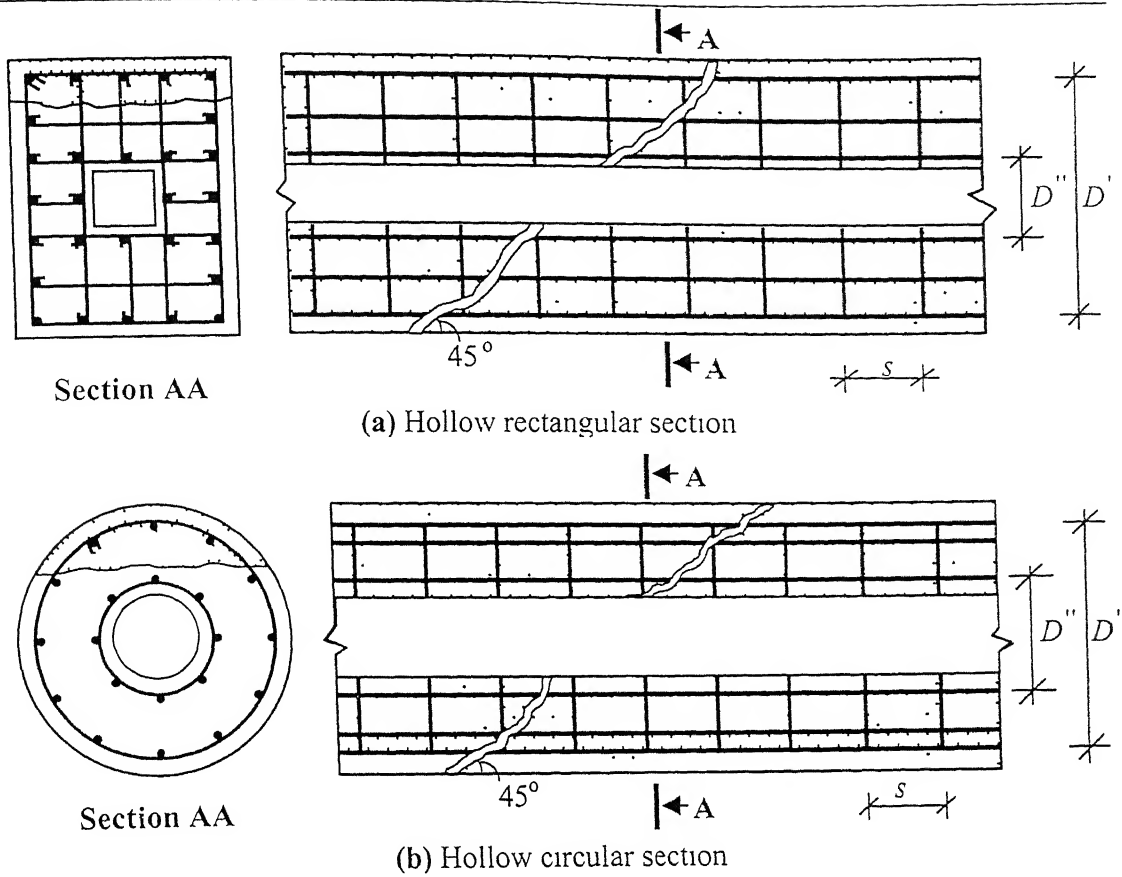 A
D"
D'
45°
A
s
Section AA
(a) Hollow rectangular section
A
D"
D'
45°
A
s
Section AA
(b) Hollow circular section